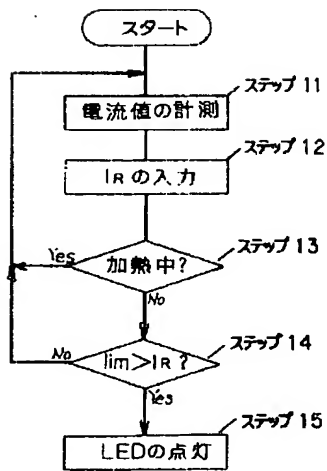 スタート
ステップ 11
電流値の計測
ステップ 12
IRの入力
ステップ 13
Yes
加熱中?
No
ステップ 14
No
lim>IR?
Yes
ステップ 15
LEDの点灯